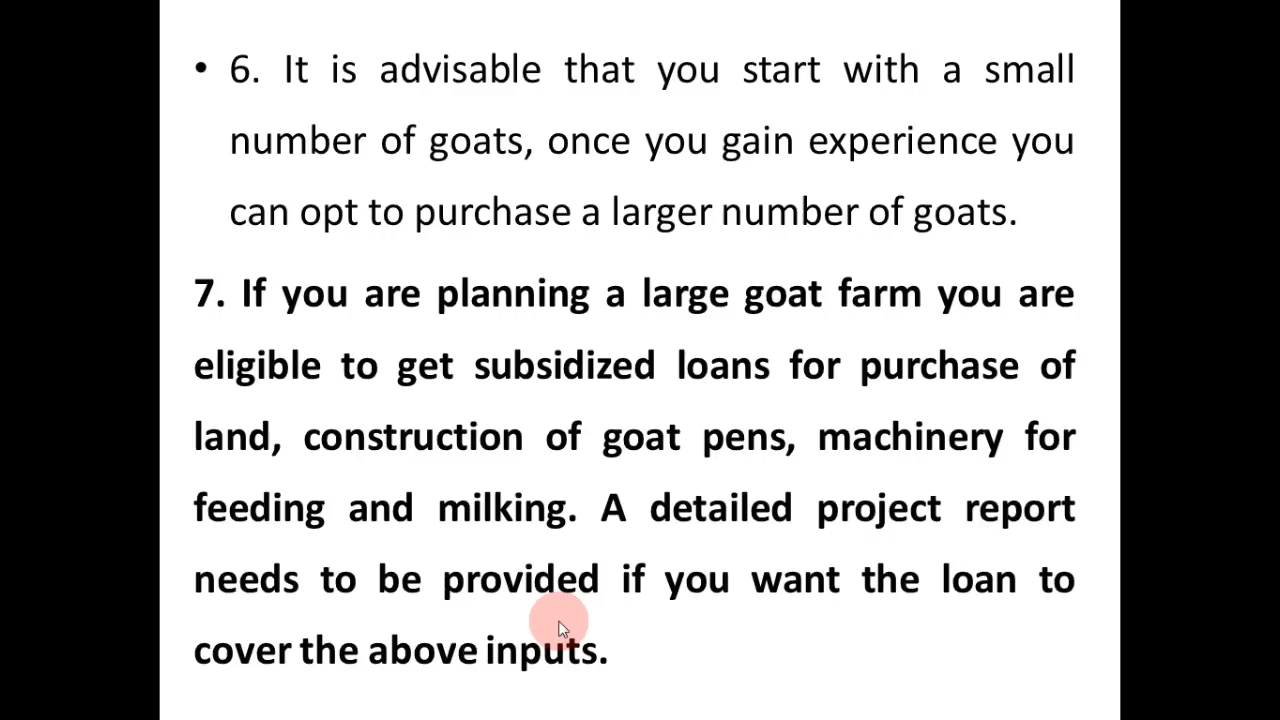 • 6. It is advisable that you start with a small
number of goats, once you gain experience you
can opt to purchase a larger number of goats.
7. If you are planning a large goat farm you are
eligible to get subsidized loans for purchase of
land, construction of goat pens, machinery for
feeding and milking. A detailed project report
needs to be provided if you want the loan to
cover the above inputs.